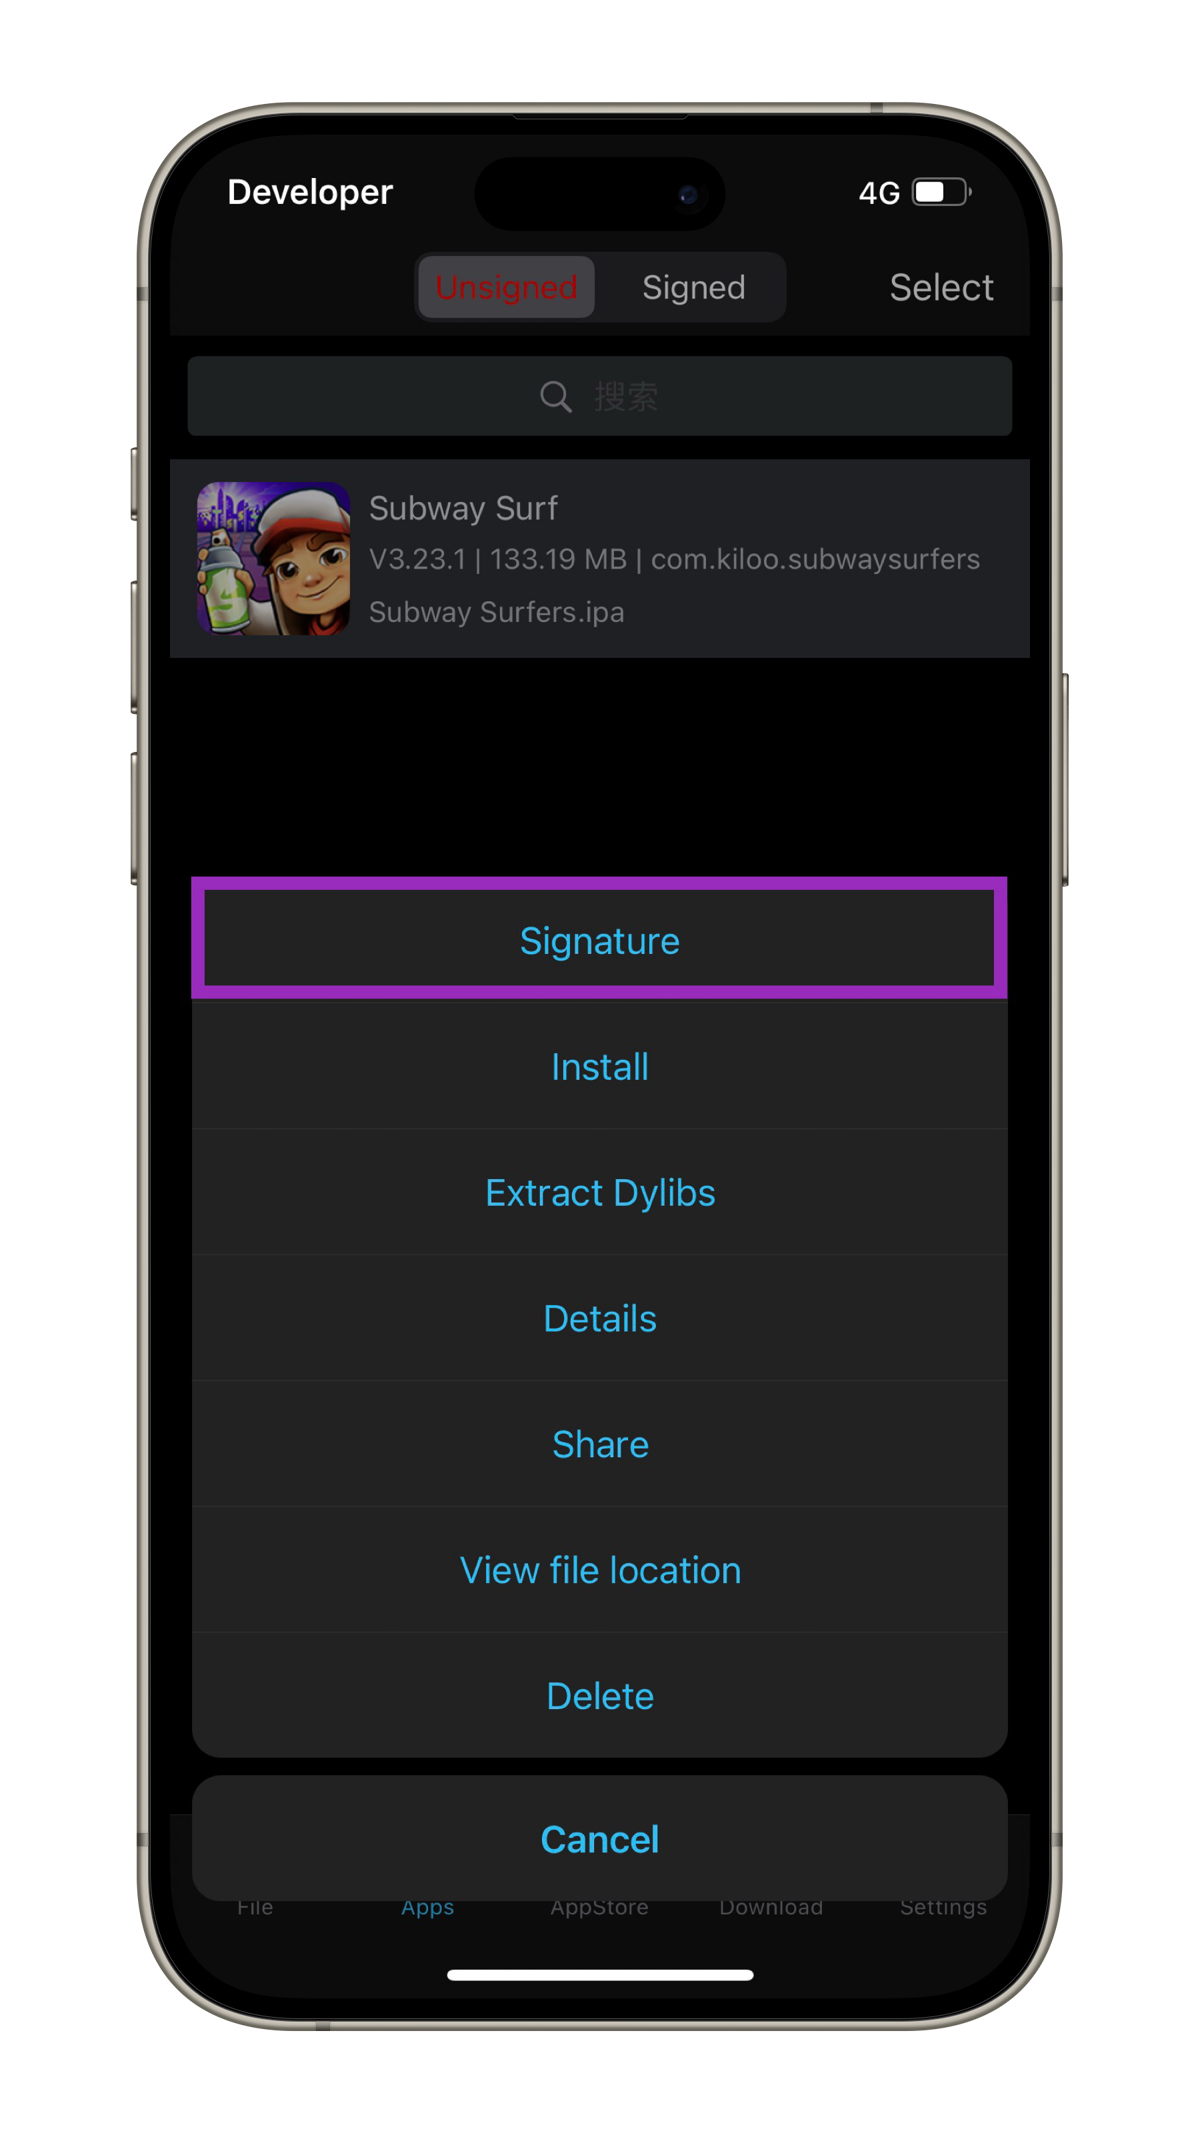 Developer
4G
Unsigned Signed Select
搜索
Subway Surf
V3.23.1 | 133.19 MB | com.kiloo.subwaysurfers
Subway Surfers.ipa
Signature
Install
Extract Dylibs
Details
Share
View file location
Delete
Cancel
File Apps AppStore Download Settings